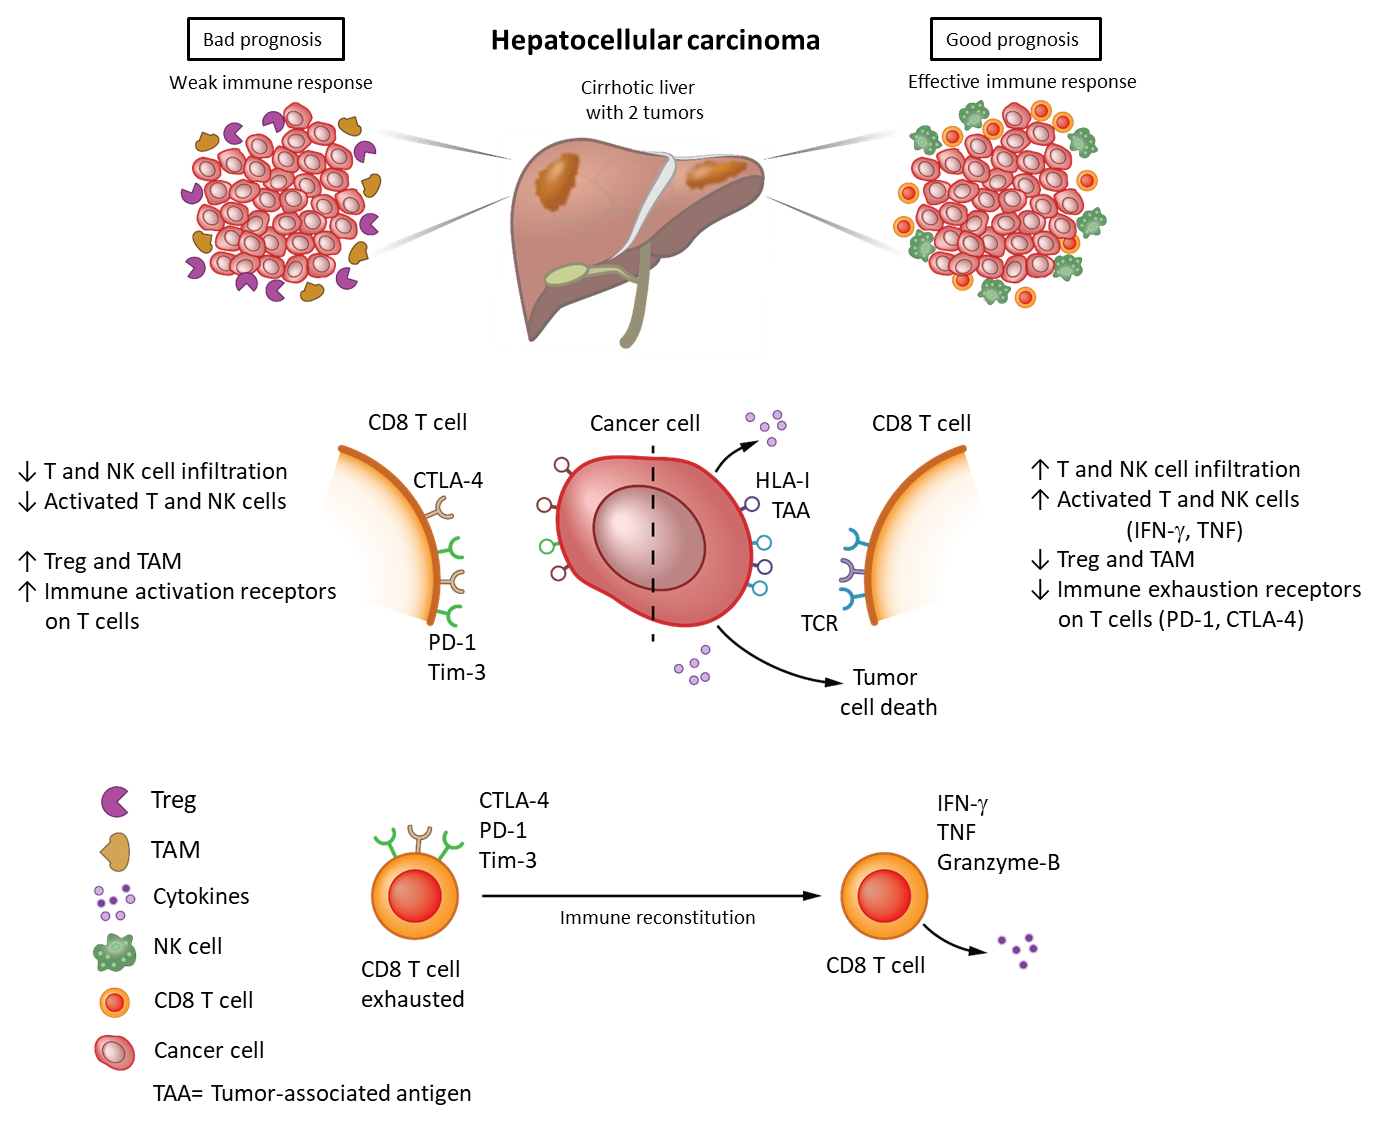 Bad prognosis
Weak immune response
Hepatocellular carcinoma
Cirrhotic liver
with 2 tumors
Good prognosis
Effective immune response
↓ T and NK cell infiltration
↓ Activated T and NK cells
↑ Treg and TAM
↑ Immune activation receptors
on T cells
CD8 T cell
CTLA-4
PD-1
Tim-3
Cancer cell
HLA-I
TAA
CD8 T cell
TCR
Tumor
cell death
↑ T and NK cell infiltration
↑ Activated T and NK cells
(IFN-γ, TNF)
↓ Treg and TAM
↓ Immune exhaustion receptors
on T cells (PD-1, CTLA-4)
Treg
TAM
Cytokines
NK cell
CD8 T cell
Cancer cell
TAA= Tumor-associated antigen
CTLA-4
PD-1
Tim-3
CD8 T cell
exhausted
Immune reconstitution
IFN-γ
TNF
Granzyme-B
CD8 T cell